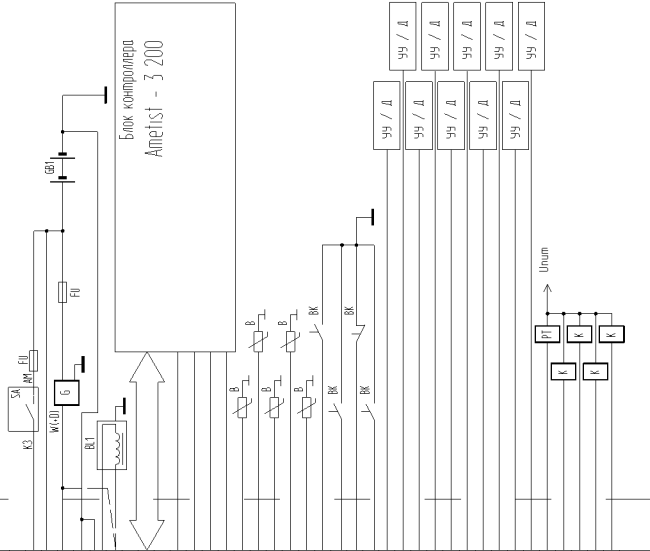 Блок контроллера
Ametist - 3 200
УУ / Д
УУ / Д
УУ / Д
УУ / Д
УУ / Д
УУ / Д
УУ / Д
УУ / Д
УУ / Д
УУ / Д
GB1
FU
FU
AM
SA
КЗ
G
W(+D)
BL1
B
B
B
B
B
ВК
ВК
ВК
ВК
Uпит
РТ
К
К
К
К